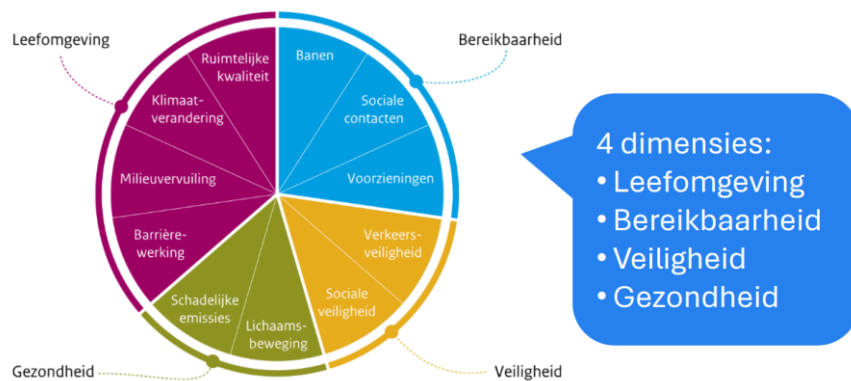 Leefomgeving
Bereikbaarheid
Ruimtelijke
kwaliteit
Banen
Klimaat-
verandering
Sociale
contacten
Milieuvervuiling
Voorzieningen
Barrière-
werking
Verkeers-
veiligheid
Schadelijke
emissies
Lichaams-
beweging
Sociale
veiligheid
Gezondheid
Veiligheid
4 dimensies:
• Leefomgeving
• Bereikbaarheid
• Veiligheid
• Gezondheid